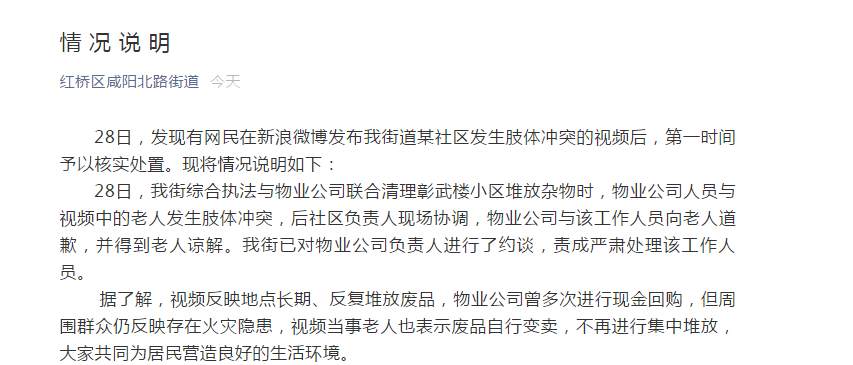 情况说明
红桥区咸阳北路街道 今天
28日，发现有网民在新浪微博发布我街道某社区发生肢体冲突的视频后，第一时间
予以核实处置。现将情况说明如下：
28日，我街综合执法与物业公司联合清理彰武楼小区堆放杂物时，物业公司人员与
视频中的老人发生肢体冲突，后社区负责人现场协调，物业公司与该工作人员向老人道
歉，并得到老人谅解。我街已对物业公司负责人进行了约谈，责成严肃处理该工作人
员。
据了解，视频反映地点长期、反复堆放废品，物业公司曾多次进行现金回购，但周
围群众仍反映存在火灾隐患，视频当事老人也表示废品自行变卖，不再进行集中堆放，
大家共同为居民营造良好的生活环境。